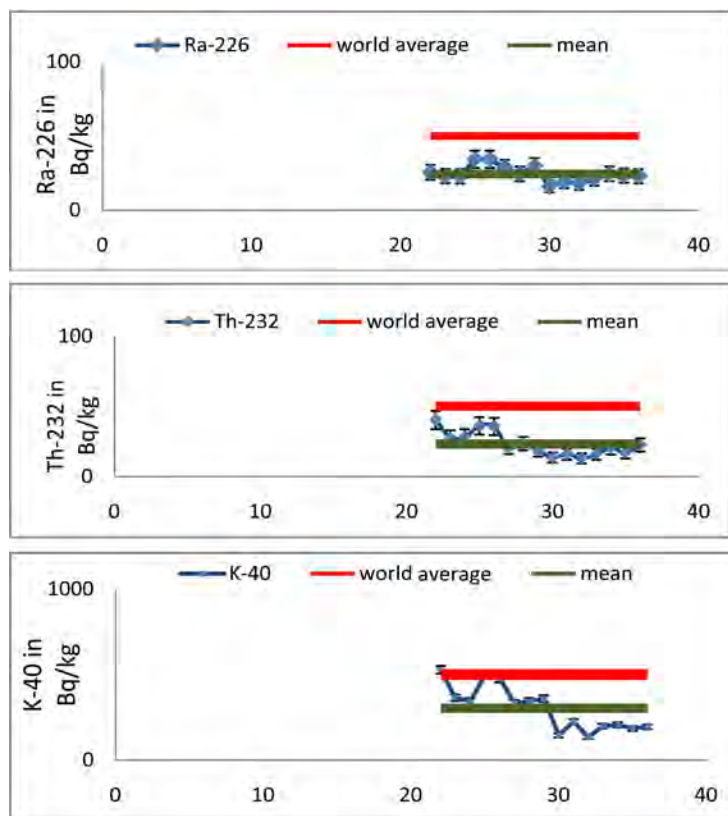 Ra-226 world average mean
100
0
Ra-226 in
Bq/kg
0 10 20 30 40
Th-232 world average mean
100
0
Th-232 in
Bq/kg
0 10 20 30 40
K-40 world average mean
1000
0
K-40 in
Bq/kg
0 10 20 30 40